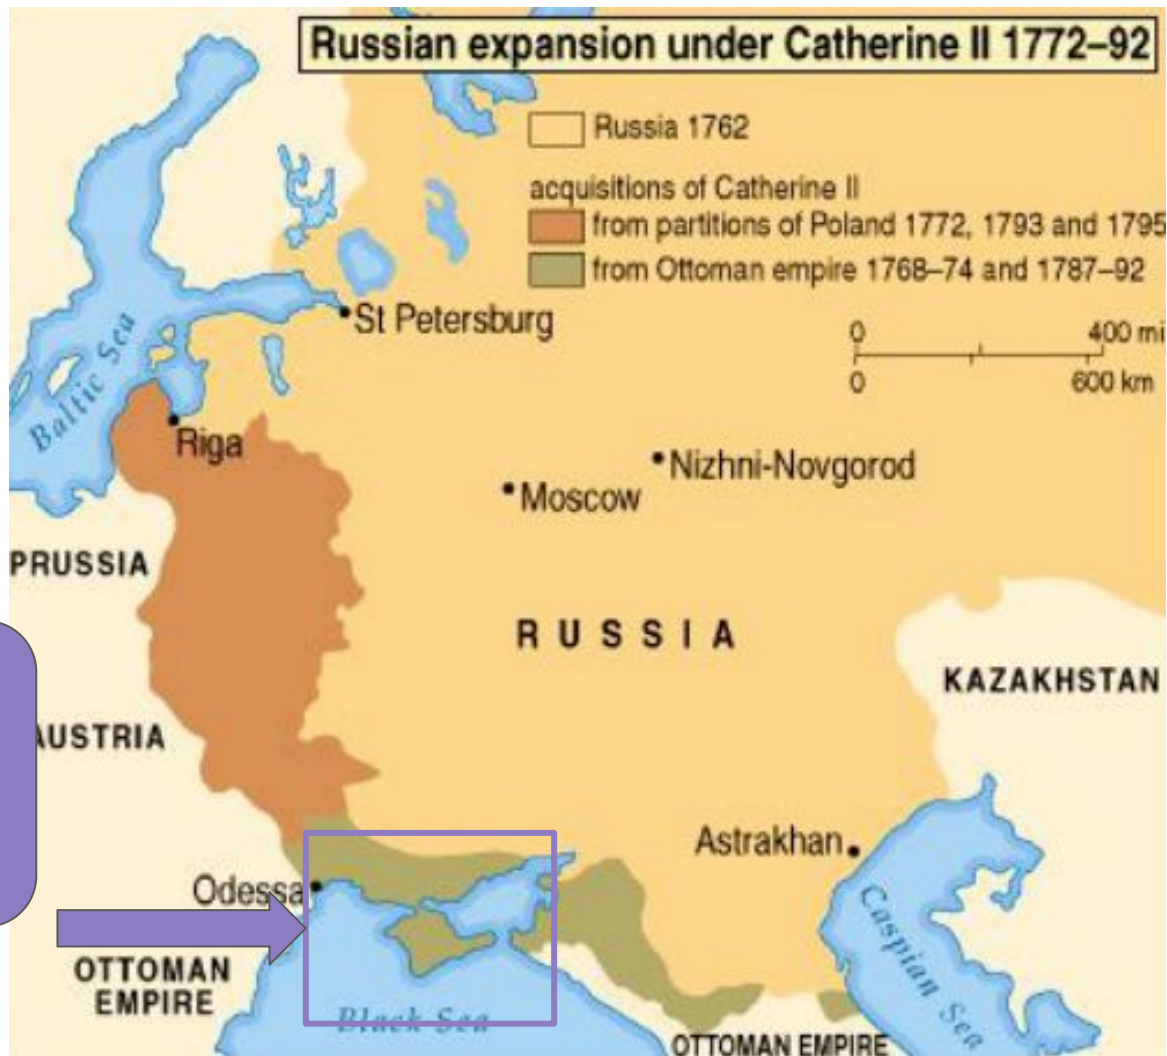 Russian expansion under Catherine II 1772–92
Russia 1762
acquisitions of Catherine II
from partitions of Poland 1772, 1793 and 1795
from Ottoman empire 1768–74 and 1787–92
St Petersburg
0 400 mi
0 600 km
Baltic Sea
Riga
Nizhni-Novgorod
Moscow
PRUSSIA
RUSSIA
KAZAKHSTAN
AUSTRIA
Astrakhan
Odessa
Caspian Sea
OTTOMAN
EMPIRE
Black Sea
OTTOMAN EMPIRE